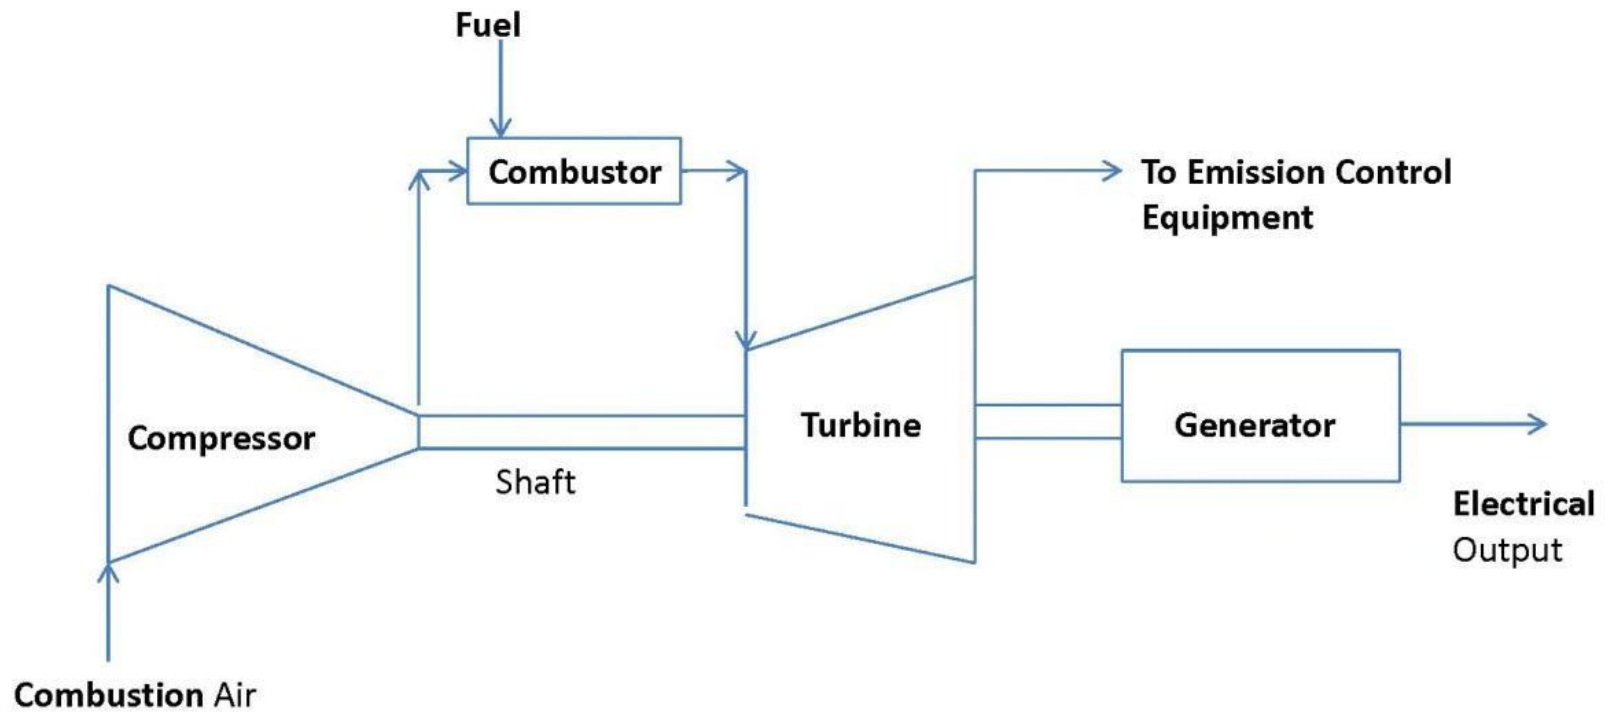 Fuel
Combustor
To Emission Control
Equipment
Compressor
Turbine
Generator
Shaft
Electrical
Output
Combustion Air